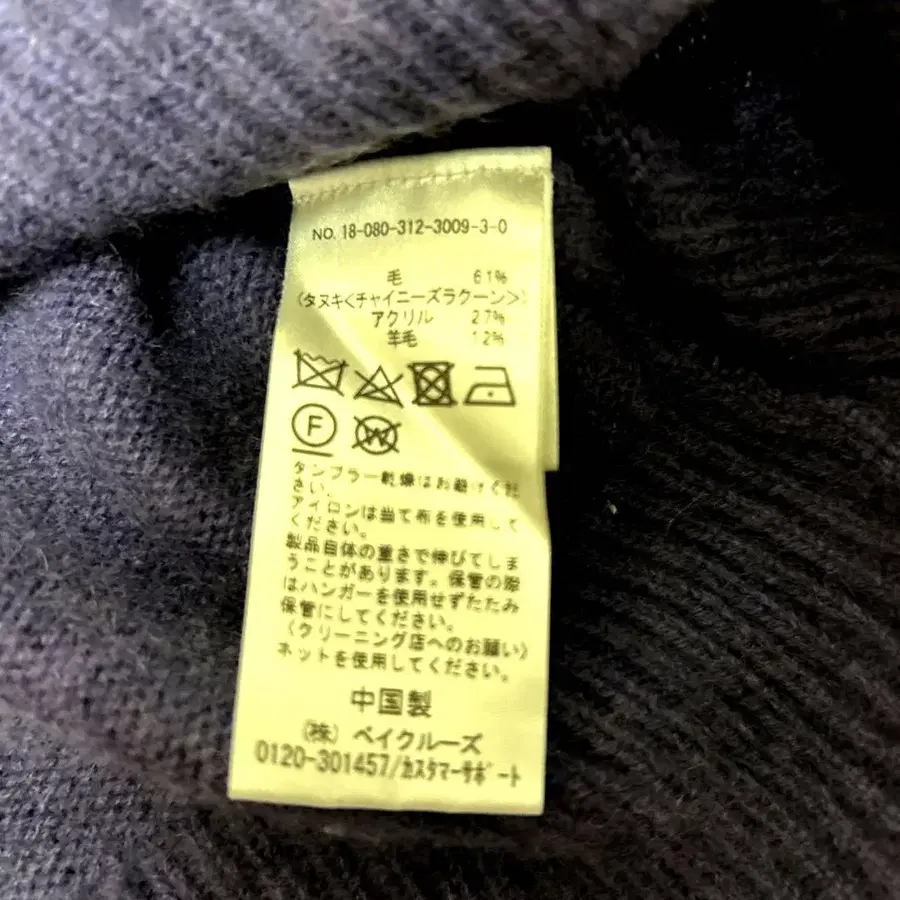 NO. 18-080-312-3009-3-0
毛 61%
(タヌキ<チャイニーズラクーン>)
アクリル 27%
羊毛 12%
F
W
タンブラー乾燥はお避けくだ
さい。
アイロンは当て布を使用して
ください。
製品自体の重さで伸びてしま
うことがあります。保管の際
はハンガーを使用せずたたみ
保管にしてください。
(クリーニング店へのお願い)
ネットを使用してください。
中国製
(株) ベイクルーズ
0120-301457/カスタマーサポート